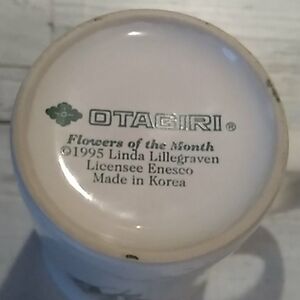 OTAGIRI®
Flowers of the Month
©1995 Linda Lillegraven
Licensee Enesco
Made in Korea